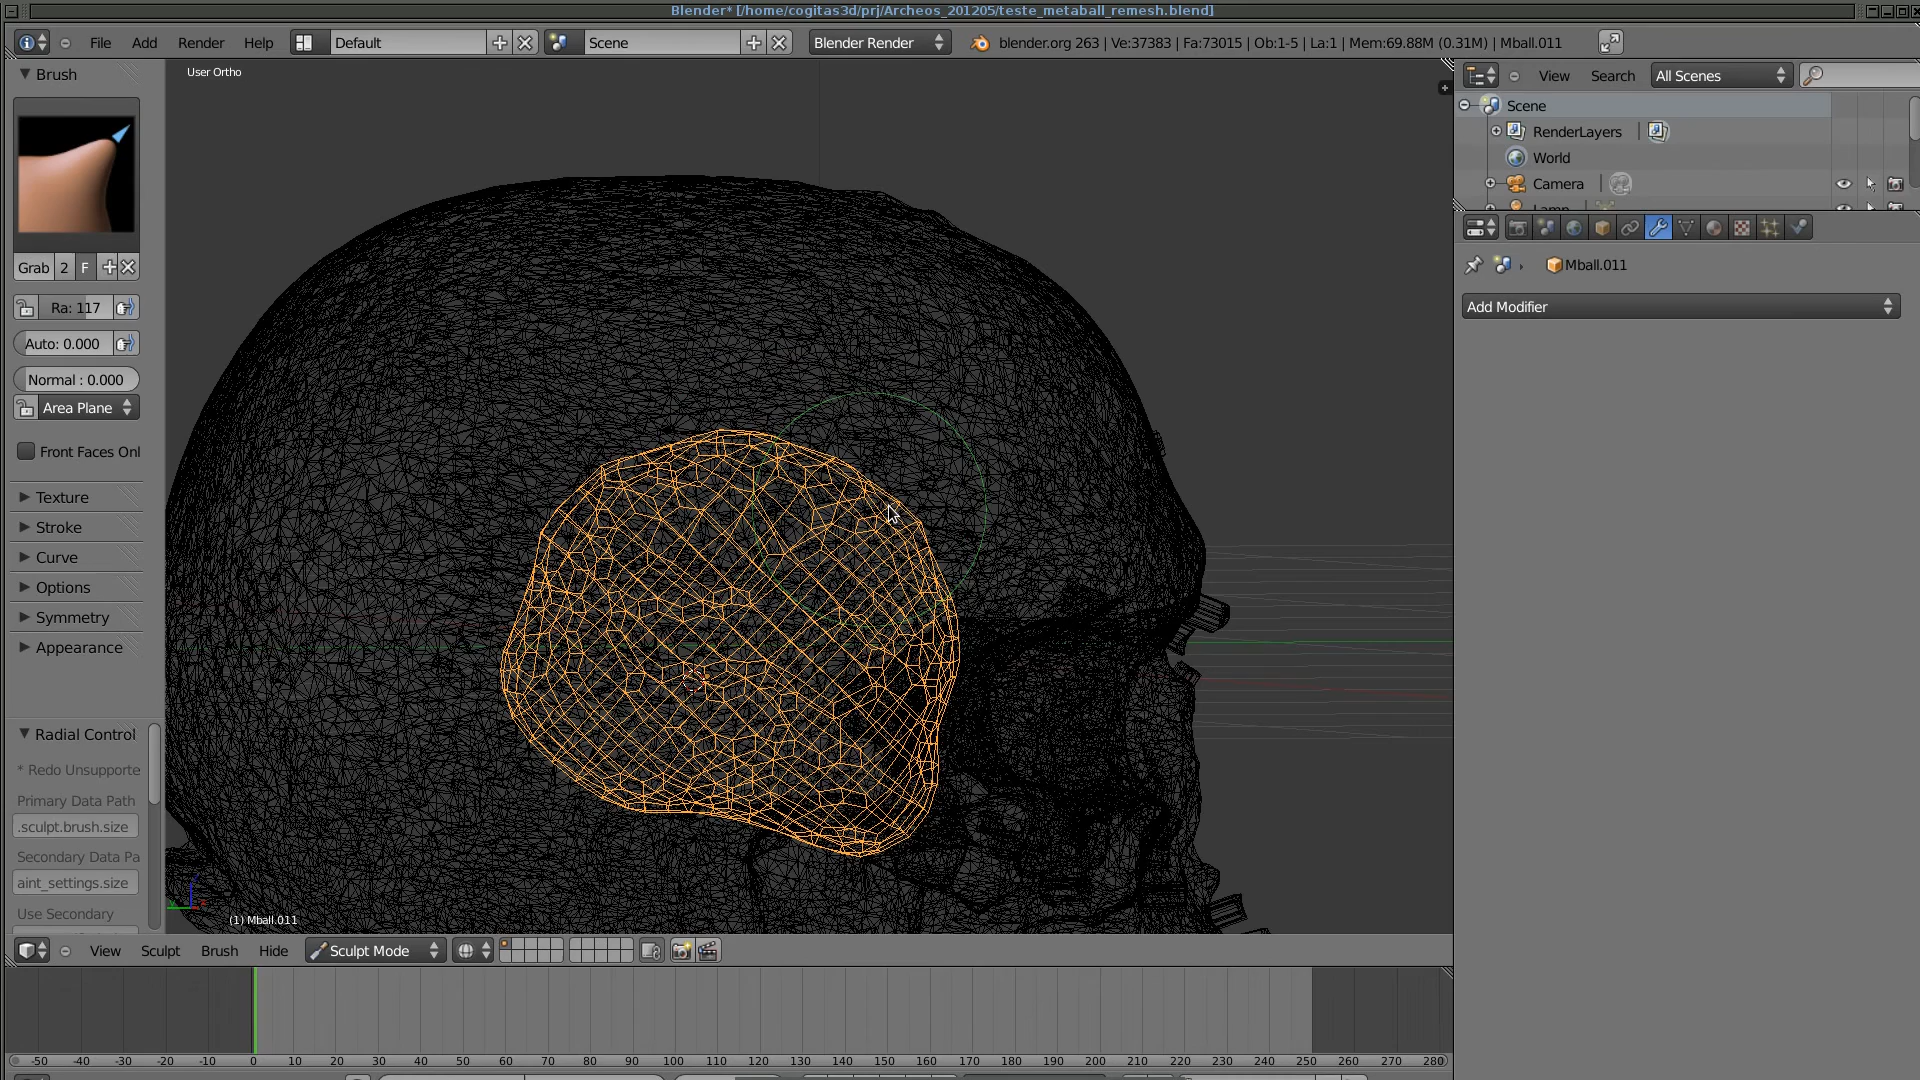 Blender* [/home/cogitas3d/prj/Archeos_201205/teste_metaball_remesh.blend]
File Add Render Help Default Scene Blender Render blender.org 263 | Ve:37383 | Fa:73015 | Ob:1-5 | La:1 | Mem:69.88M (0.31M) | Mball.011
Brush
User Ortho
View Search All Scenes
Scene
RenderLayers
World
Camera
Lamp
Mball.011
Add Modifier
Grab 2 F
Ra: 117
Auto: 0.000
Normal : 0.000
Area Plane
Front Faces Onl
Texture
Stroke
Curve
Options
Symmetry
Appearance
Radial Control
* Redo Unsupporte
Primary Data Path
.sculpt.brush.size
Secondary Data Pa
aint_settings.size
Use Secondary
(1) Mball.011
View Sculpt Brush Hide Sculpt Mode
-50 -40 -30 -20 -10 0 10 20 30 40 50 60 70 80 90 100 110 120 130 140 150 160 170 180 190 200 210 220 230 240 250 260 270 280